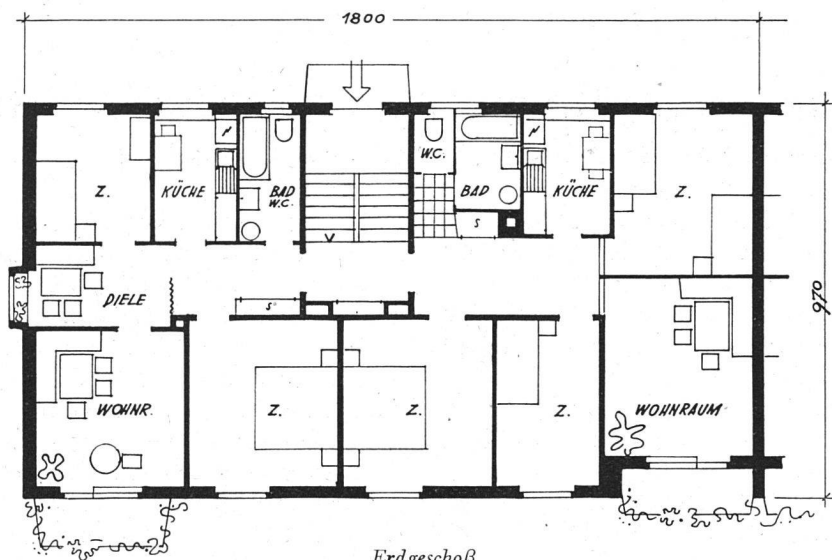 1800
W.C.
Z.
KÜCHE
BAD
W.C.
BAD
KÜCHE
Z.
S
DIELE
S
970
WOHNR.
Z.
Z.
Z.
WOHNRAUM
Erdgeschoß